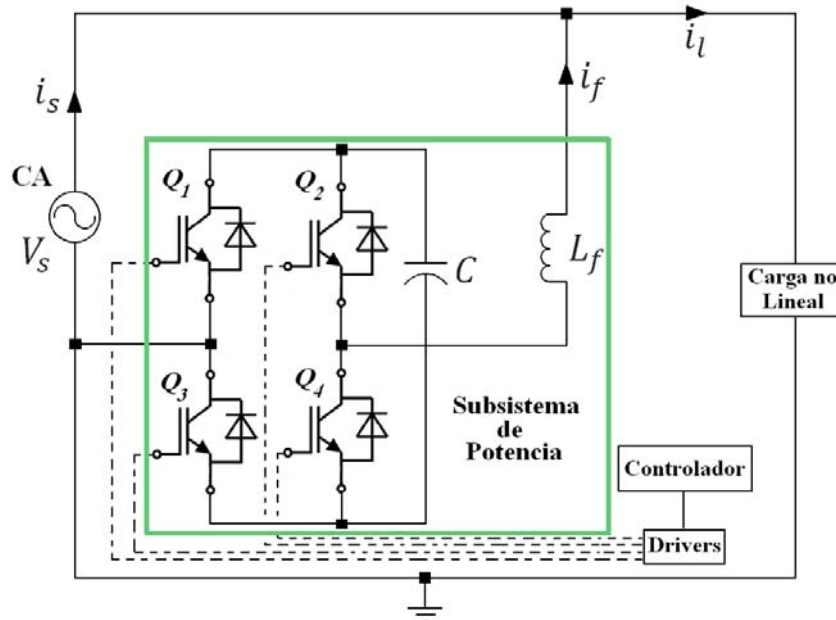 i_l
i_s
i_f
CA
Q_1
Q_2
V_s
C
L_f
Carga no
Lineal
Q_3
Q_4
Subsistema
de
Potencia
Controlador
Drivers